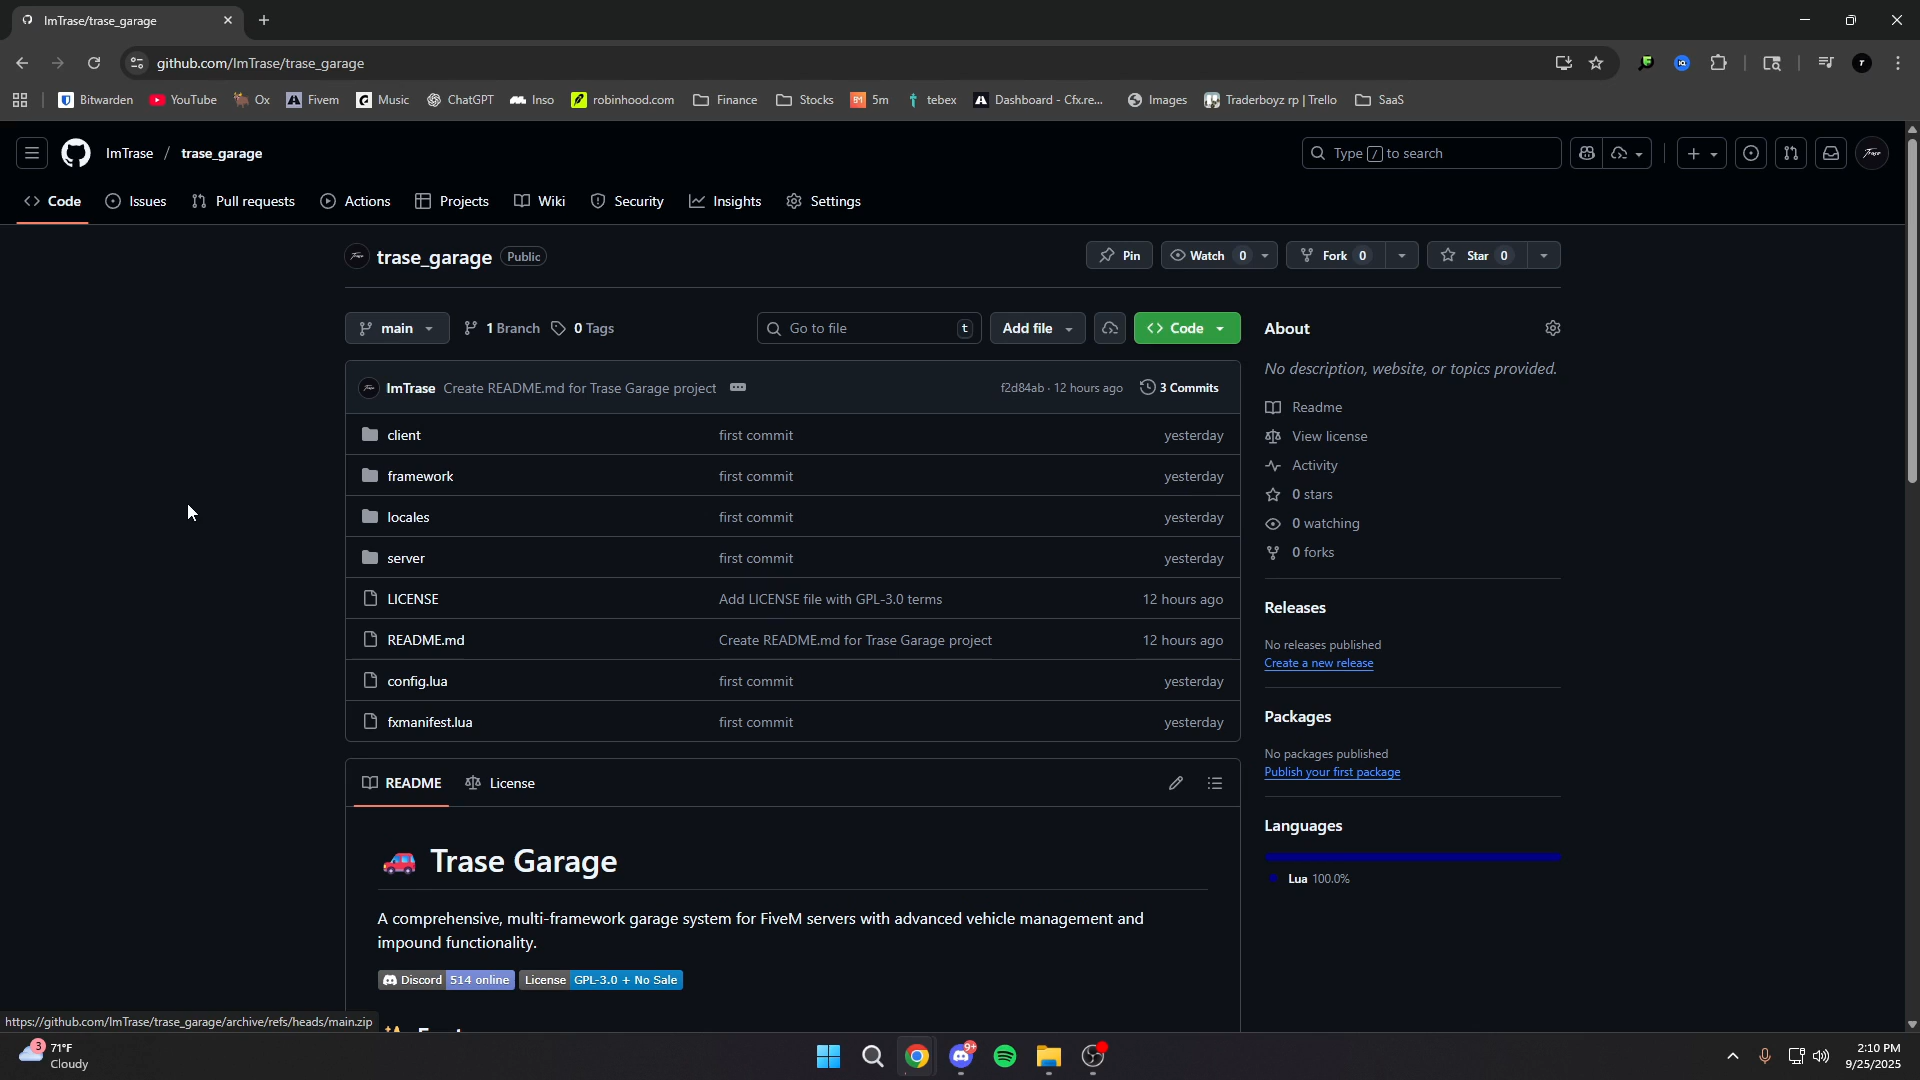 ImTrase/trase_garage
github.com/ImTrase/trase_garage
Bitwarden YouTube Ox Fivem Music ChatGPT Inso robinhood.com Finance Stocks 5m tebex Dashboard - Cfx.re... Images Traderboyz rp | Trello SaaS
ImTrase / trase_garage
Type / to search
Code Issues Pull requests Actions Projects Wiki Security Insights Settings
trase_garage Public
Pin Watch 0 Fork 0 Star 0
main 1 Branch 0 Tags Go to file t Add file Code
About
No description, website, or topics provided.
ImTrase Create README.md for Trase Garage project f2d84ab · 12 hours ago 3 Commits
Readme
client first commit yesterday
View license
Activity
framework first commit yesterday
0 stars
locales first commit yesterday
0 watching
server first commit yesterday
0 forks
LICENSE Add LICENSE file with GPL-3.0 terms 12 hours ago
Releases
README.md Create README.md for Trase Garage project 12 hours ago
No releases published
Create a new release
config.lua first commit yesterday
Packages
fxmanifest.lua first commit yesterday
No packages published
Publish your first package
README License
Languages
Lua 100.0%
Trase Garage
A comprehensive, multi-framework garage system for FiveM servers with advanced vehicle management and
impound functionality.
Discord 514 online License GPL-3.0 + No Sale
https://github.com/ImTrase/trase_garage/archive/refs/heads/main.zip
3 71°F
Cloudy
9+
2:10 PM
9/25/2025